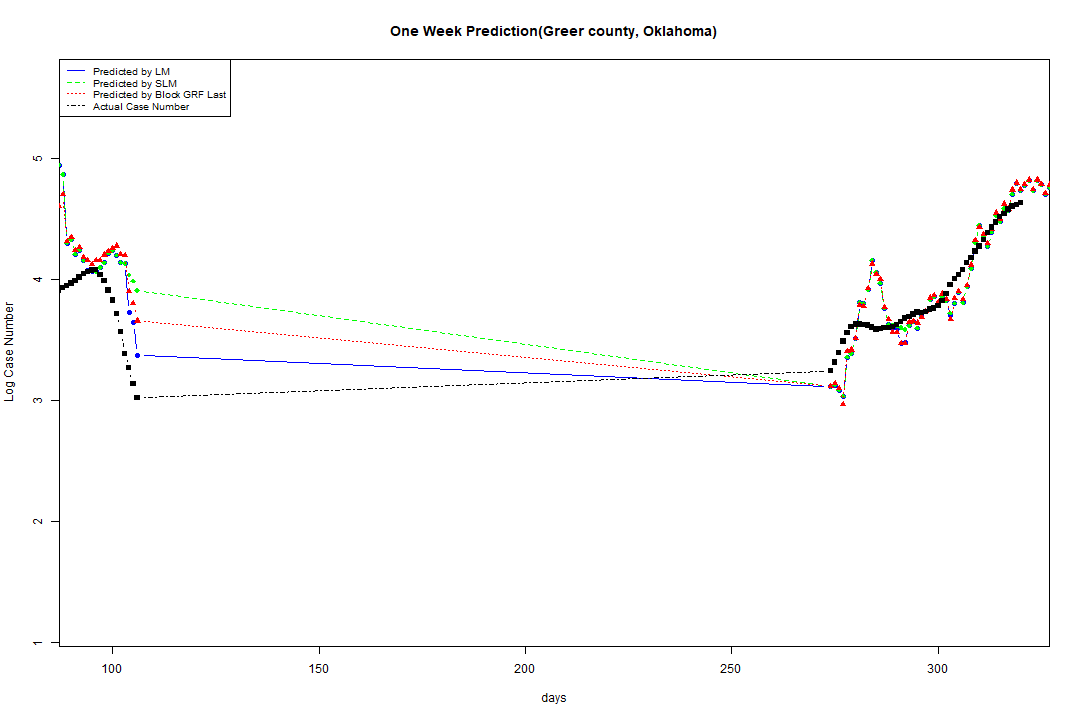 One Week Prediction(Greer county, Oklahoma)
Predicted by LM
Predicted by SLM
Predicted by Block GRF Last
Actual Case Number
5
4
3
2
1
Log Case Number
100 150 200 250 300
days